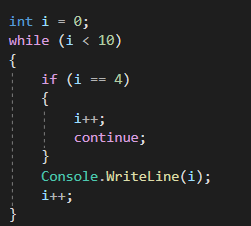 int i = 0;
while (i < 10)
{
    if (i == 4)
    {
        i++;
        continue;
    }
    Console.WriteLine(i);
    i++;
}